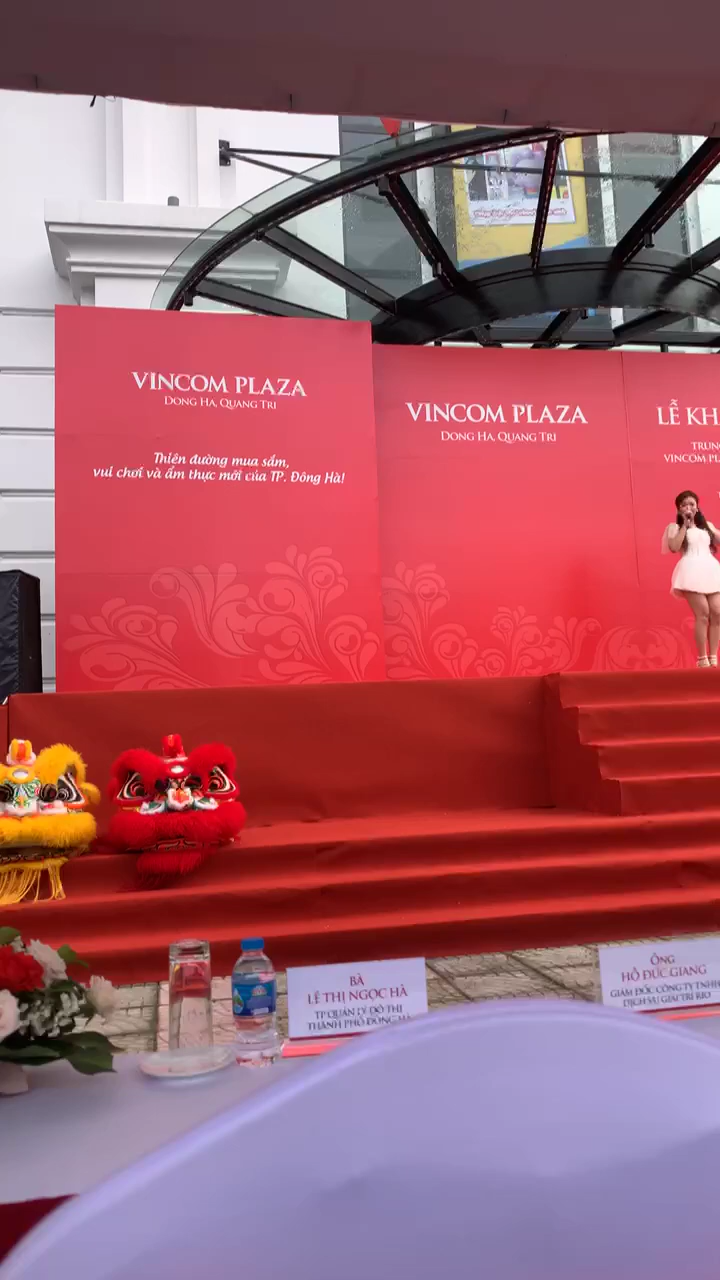 VINCOM PLAZA
DONG HA, QUANG TRI
Thiên đường mua sắm,
vui chơi và ẩm thực mới của TP. Đông Hà!
VINCOM PLAZA
DONG HA, QUANG TRI
LỄ KH
TRUNG
VINCOM PL
BÀ
LÊ THỊ NGỌC HÀ
TP QUẢN LÝ ĐÔ THỊ
THÀNH PHỐ ĐÔNG HÀ
ÔNG
HỒ ĐỨC GIANG
GIÁM ĐỐC CÔNG TY TNHH
DỊCH VỤ GIẢI TRÍ RIO